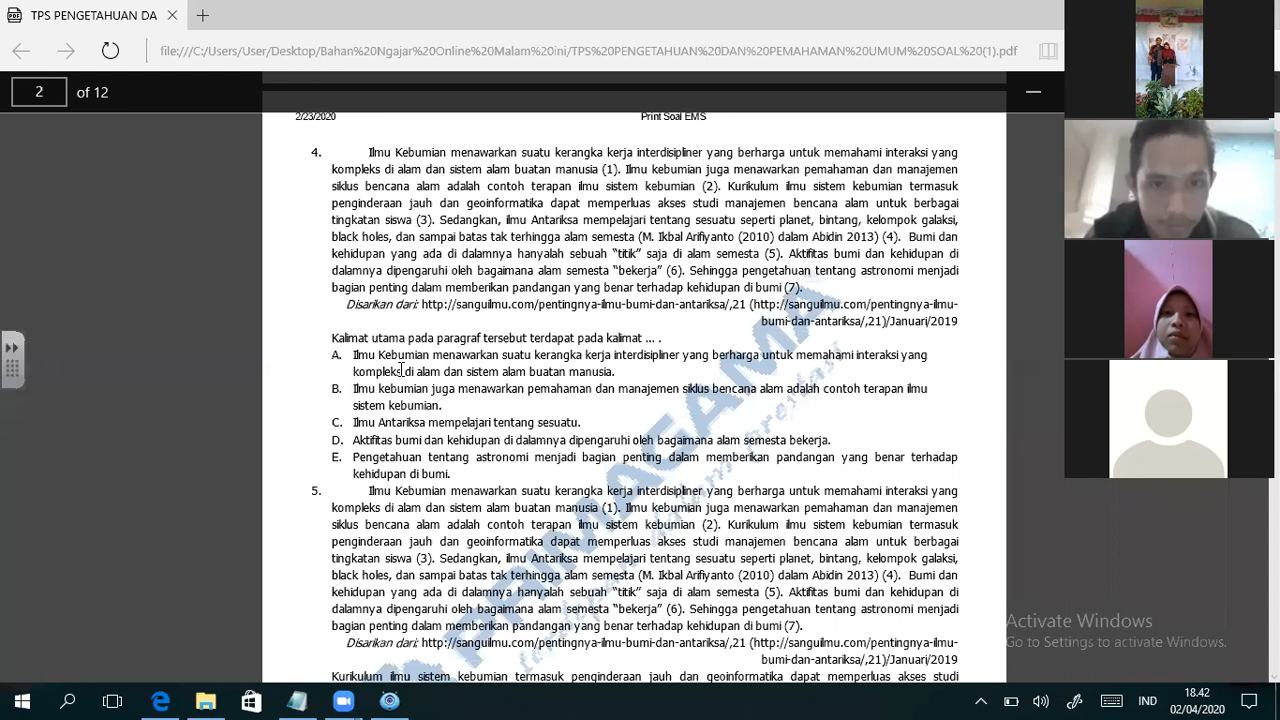 TPS PENGETAHUAN DA
file:///C:/Users/User/Desktop/Bahan%20Ngajar%20Online%20Malam%20ini/TPS%20PENGETAHUAN%20DAN%20PEMAHAMAN%20UMUM%20SOAL%20(1).pdf
2 of 12
2/23/2020 Print Soal EMS
4. Ilmu Kebumian menawarkan suatu kerangka kerja interdisipliner yang berharga untuk memahami interaksi yang
kompleks di alam dan sistem alam buatan manusia (1). Ilmu kebumian juga menawarkan pemahaman dan manajemen
siklus bencana alam adalah contoh terapan ilmu sistem kebumian (2). Kurikulum ilmu sistem kebumian termasuk
penginderaan jauh dan geoinformatika dapat memperluas akses studi manajemen bencana alam untuk berbagai
tingkatan siswa (3). Sedangkan, ilmu Antariksa mempelajari tentang sesuatu seperti planet, bintang, kelompok galaksi,
black holes, dan sampai batas tak terhingga alam semesta (M. Ikbal Arifiyanto (2010) dalam Abidin 2013) (4). Bumi dan
kehidupan yang ada di dalamnya hanyalah sebuah “titik” saja di alam semesta (5). Aktifitas bumi dan kehidupan di
dalamnya dipengaruhi oleh bagaimana alam semesta “bekerja” (6). Sehingga pengetahuan tentang astronomi menjadi
bagian penting dalam memberikan pandangan yang benar terhadap kehidupan di bumi (7).
Disarikan dari: http://sanguilmu.com/pentingnya-ilmu-bumi-dan-antariksa/,21 (http://sanguilmu.com/pentingnya-ilmu-
bumi-dan-antariksa/,21)/Januari/2019
Kalimat utama pada paragraf tersebut terdapat pada kalimat ... .
A. Ilmu Kebumian menawarkan suatu kerangka kerja interdisipliner yang berharga untuk memahami interaksi yang
kompleks di alam dan sistem alam buatan manusia.
B. Ilmu kebumian juga menawarkan pemahaman dan manajemen siklus bencana alam adalah contoh terapan ilmu
sistem kebumian.
C. Ilmu Antariksa mempelajari tentang sesuatu.
D. Aktifitas bumi dan kehidupan di dalamnya dipengaruhi oleh bagaimana alam semesta bekerja.
E. Pengetahuan tentang astronomi menjadi bagian penting dalam memberikan pandangan yang benar terhadap
kehidupan di bumi.
5. Ilmu Kebumian menawarkan suatu kerangka kerja interdisipliner yang berharga untuk memahami interaksi yang
kompleks di alam dan sistem alam buatan manusia (1). Ilmu kebumian juga menawarkan pemahaman dan manajemen
siklus bencana alam adalah contoh terapan ilmu sistem kebumian (2). Kurikulum ilmu sistem kebumian termasuk
penginderaan jauh dan geoinformatika dapat memperluas akses studi manajemen bencana alam untuk berbagai
tingkatan siswa (3). Sedangkan, ilmu Antariksa mempelajari tentang sesuatu seperti planet, bintang, kelompok galaksi,
black holes, dan sampai batas tak terhingga alam semesta (M. Ikbal Arifiyanto (2010) dalam Abidin 2013) (4). Bumi dan
kehidupan yang ada di dalamnya hanyalah sebuah “titik” saja di alam semesta (5). Aktifitas bumi dan kehidupan di
dalamnya dipengaruhi oleh bagaimana alam semesta “bekerja” (6). Sehingga pengetahuan tentang astronomi menjadi
bagian penting dalam memberikan pandangan yang benar terhadap kehidupan di bumi (7).
Disarikan dari: http://sanguilmu.com/pentingnya-ilmu-bumi-dan-antariksa/,21 (http://sanguilmu.com/pentingnya-ilmu-
bumi-dan-antariksa/,21)/Januari/2019
Kurikulum ilmu sistem kebumian termasuk penginderaan jauh dan geoinformatika dapat memperluas akses studi
PRIMAGAMA
Activate Windows
Go to Settings to activate Windows.
IND
18.42
02/04/2020